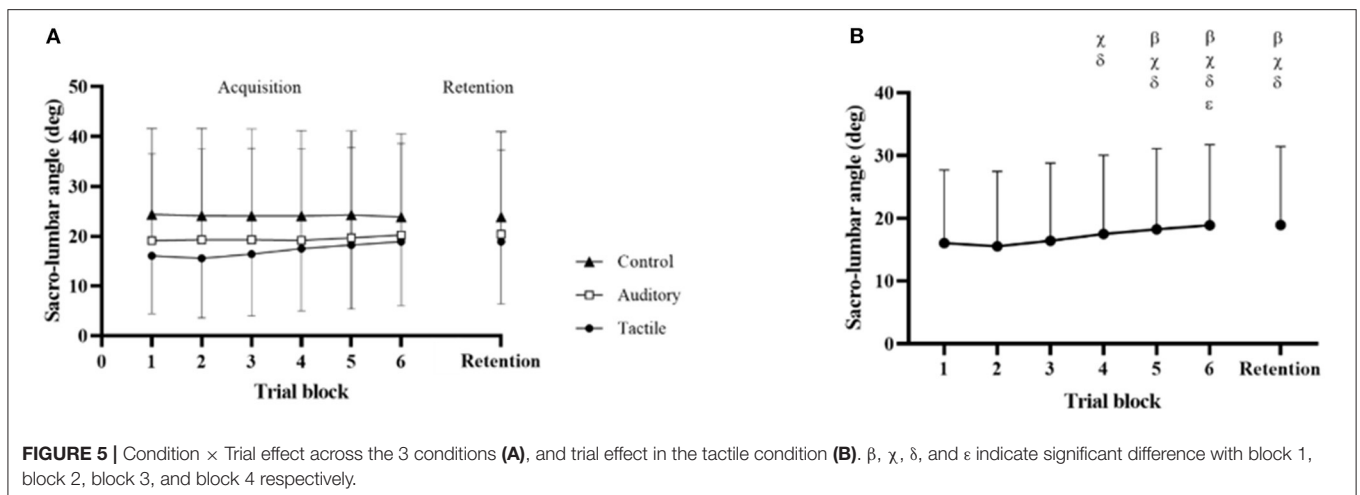 A
Acquisition
Retention
50
40
30
20
10
0
Sacro-lumbar angle (deg)
0 1 2 3 4 5 6 Retention
Trial block
Control
Auditory
Tactile
B
χ β β β
δ χ χ χ
δ δ δ
ε
40
30
20
10
0
Sacro-lumbar angle (deg)
1 2 3 4 5 6 Retention
Trial block
FIGURE 5 | Condition × Trial effect across the 3 conditions (A), and trial effect in the tactile condition (B). β, χ, δ, and ε indicate significant difference with block 1,
block 2, block 3, and block 4 respectively.